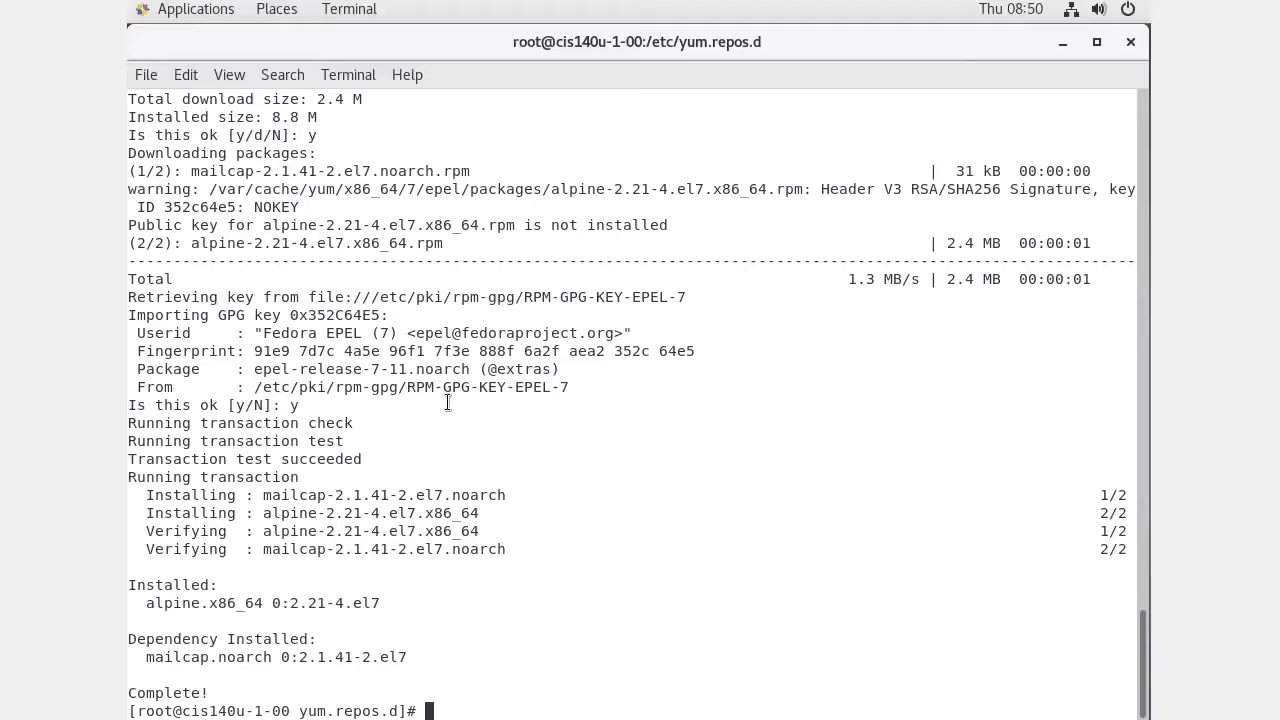 Applications Places Terminal Thu 08:50
root@cis140u-1-00:/etc/yum.repos.d
File Edit View Search Terminal Help
Total download size: 2.4 M
Installed size: 8.8 M
Is this ok [y/d/N]: y
Downloading packages:
(1/2): mailcap-2.1.41-2.el7.noarch.rpm | 31 kB 00:00:00
warning: /var/cache/yum/x86_64/7/epel/packages/alpine-2.21-4.el7.x86_64.rpm: Header V3 RSA/SHA256 Signature, key
ID 352c64e5: NOKEY
Public key for alpine-2.21-4.el7.x86_64.rpm is not installed
(2/2): alpine-2.21-4.el7.x86_64.rpm | 2.4 MB 00:00:01
----------------------------------------------------------------------------------------------------------------
Total 1.3 MB/s | 2.4 MB 00:00:01
Retrieving key from file:///etc/pki/rpm-gpg/RPM-GPG-KEY-EPEL-7
Importing GPG key 0x352C64E5:
Userid : "Fedora EPEL (7) <epel@fedoraproject.org>"
Fingerprint: 91e9 7d7c 4a5e 96f1 7f3e 888f 6a2f aea2 352c 64e5
Package : epel-release-7-11.noarch (@extras)
From : /etc/pki/rpm-gpg/RPM-GPG-KEY-EPEL-7
Is this ok [y/N]: y
Running transaction check
Running transaction test
Transaction test succeeded
Running transaction
Installing : mailcap-2.1.41-2.el7.noarch 1/2
Installing : alpine-2.21-4.el7.x86_64 2/2
Verifying : alpine-2.21-4.el7.x86_64 1/2
Verifying : mailcap-2.1.41-2.el7.noarch 2/2
Installed:
alpine.x86_64 0:2.21-4.el7
Dependency Installed:
mailcap.noarch 0:2.1.41-2.el7
Complete!
[root@cis140u-1-00 yum.repos.d]#